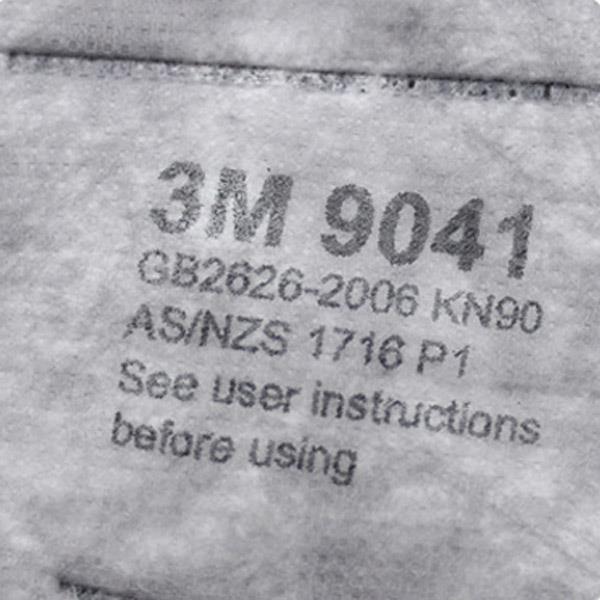 3M 9041
GB2626-2006 KN90
AS/NZS 1716 P1
See user instructions
before using